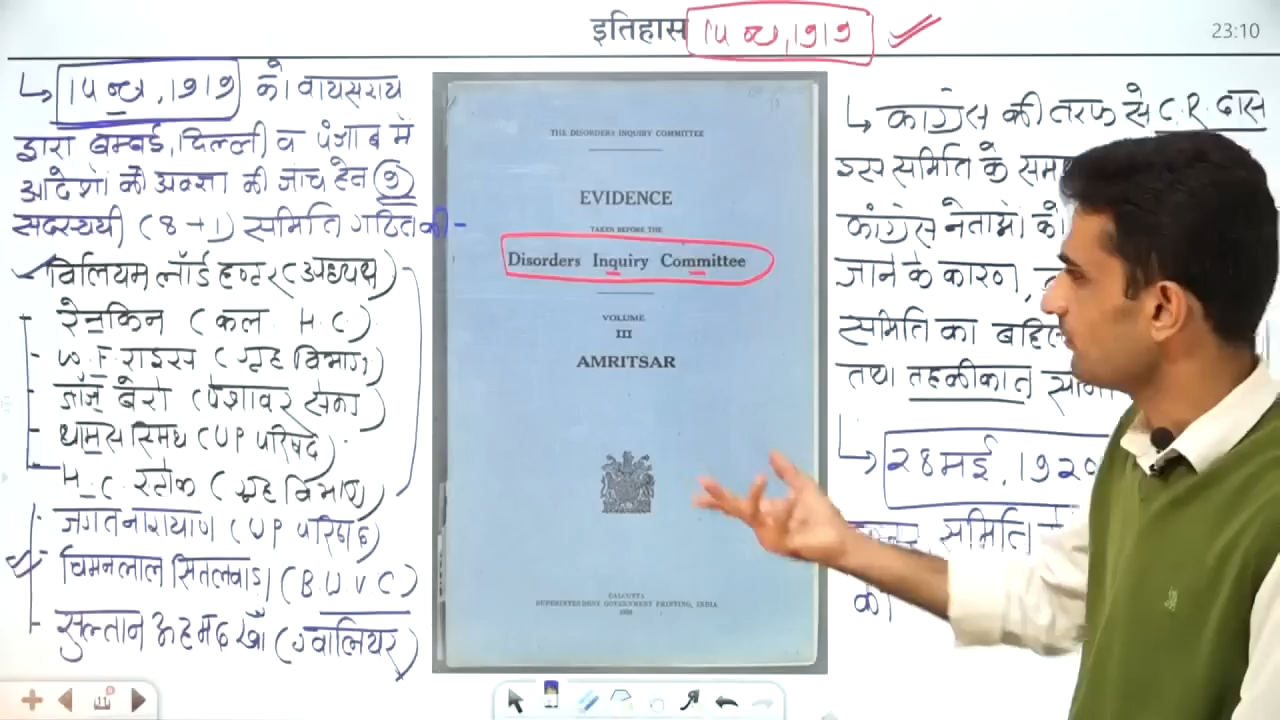 इतिहास 14 अक्टू, 1919
23:10
↳ 14 अक्टू, 1919 को वायसराय
द्वारा बम्बई, दिल्ली व पंजाब में
आदेशों की अवज्ञा की जांच हेतु 9
सदस्ययी (8+1) समिति गठित की -
विलियम लॉर्ड हण्टर (अध्यक्ष)
रेनकिन (कल. H.C.)
W.F. राइस (गृह विभाग)
जॉर्ज बेरो (पेशावर सेना)
थामस स्मिथ (UP परिषद)
H.C. स्तोक (गृह विभाग)
जगतनारायाण (UP परिषद)
चिमनलाल सितलवाड़ (B.U V C)
सुल्तान अहमद खाँ (ग्वालियर)
THE DISORDERS INQUIRY COMMITTEE
EVIDENCE
TAKEN BEFORE THE
Disorders Inquiry Committee
VOLUME
III
AMRITSAR
CALCUTTA
SUPERINTENDENT GOVERNMENT PRINTING, INDIA
1920
↳ कांग्रेस की तरफ से C.R. दास
इस समिति के सम
कांग्रेस नेताओं को
जाने के कारण,
समिति का बहि
तथा तहकीकात
↳ 28 मई, 1920
समिति
की